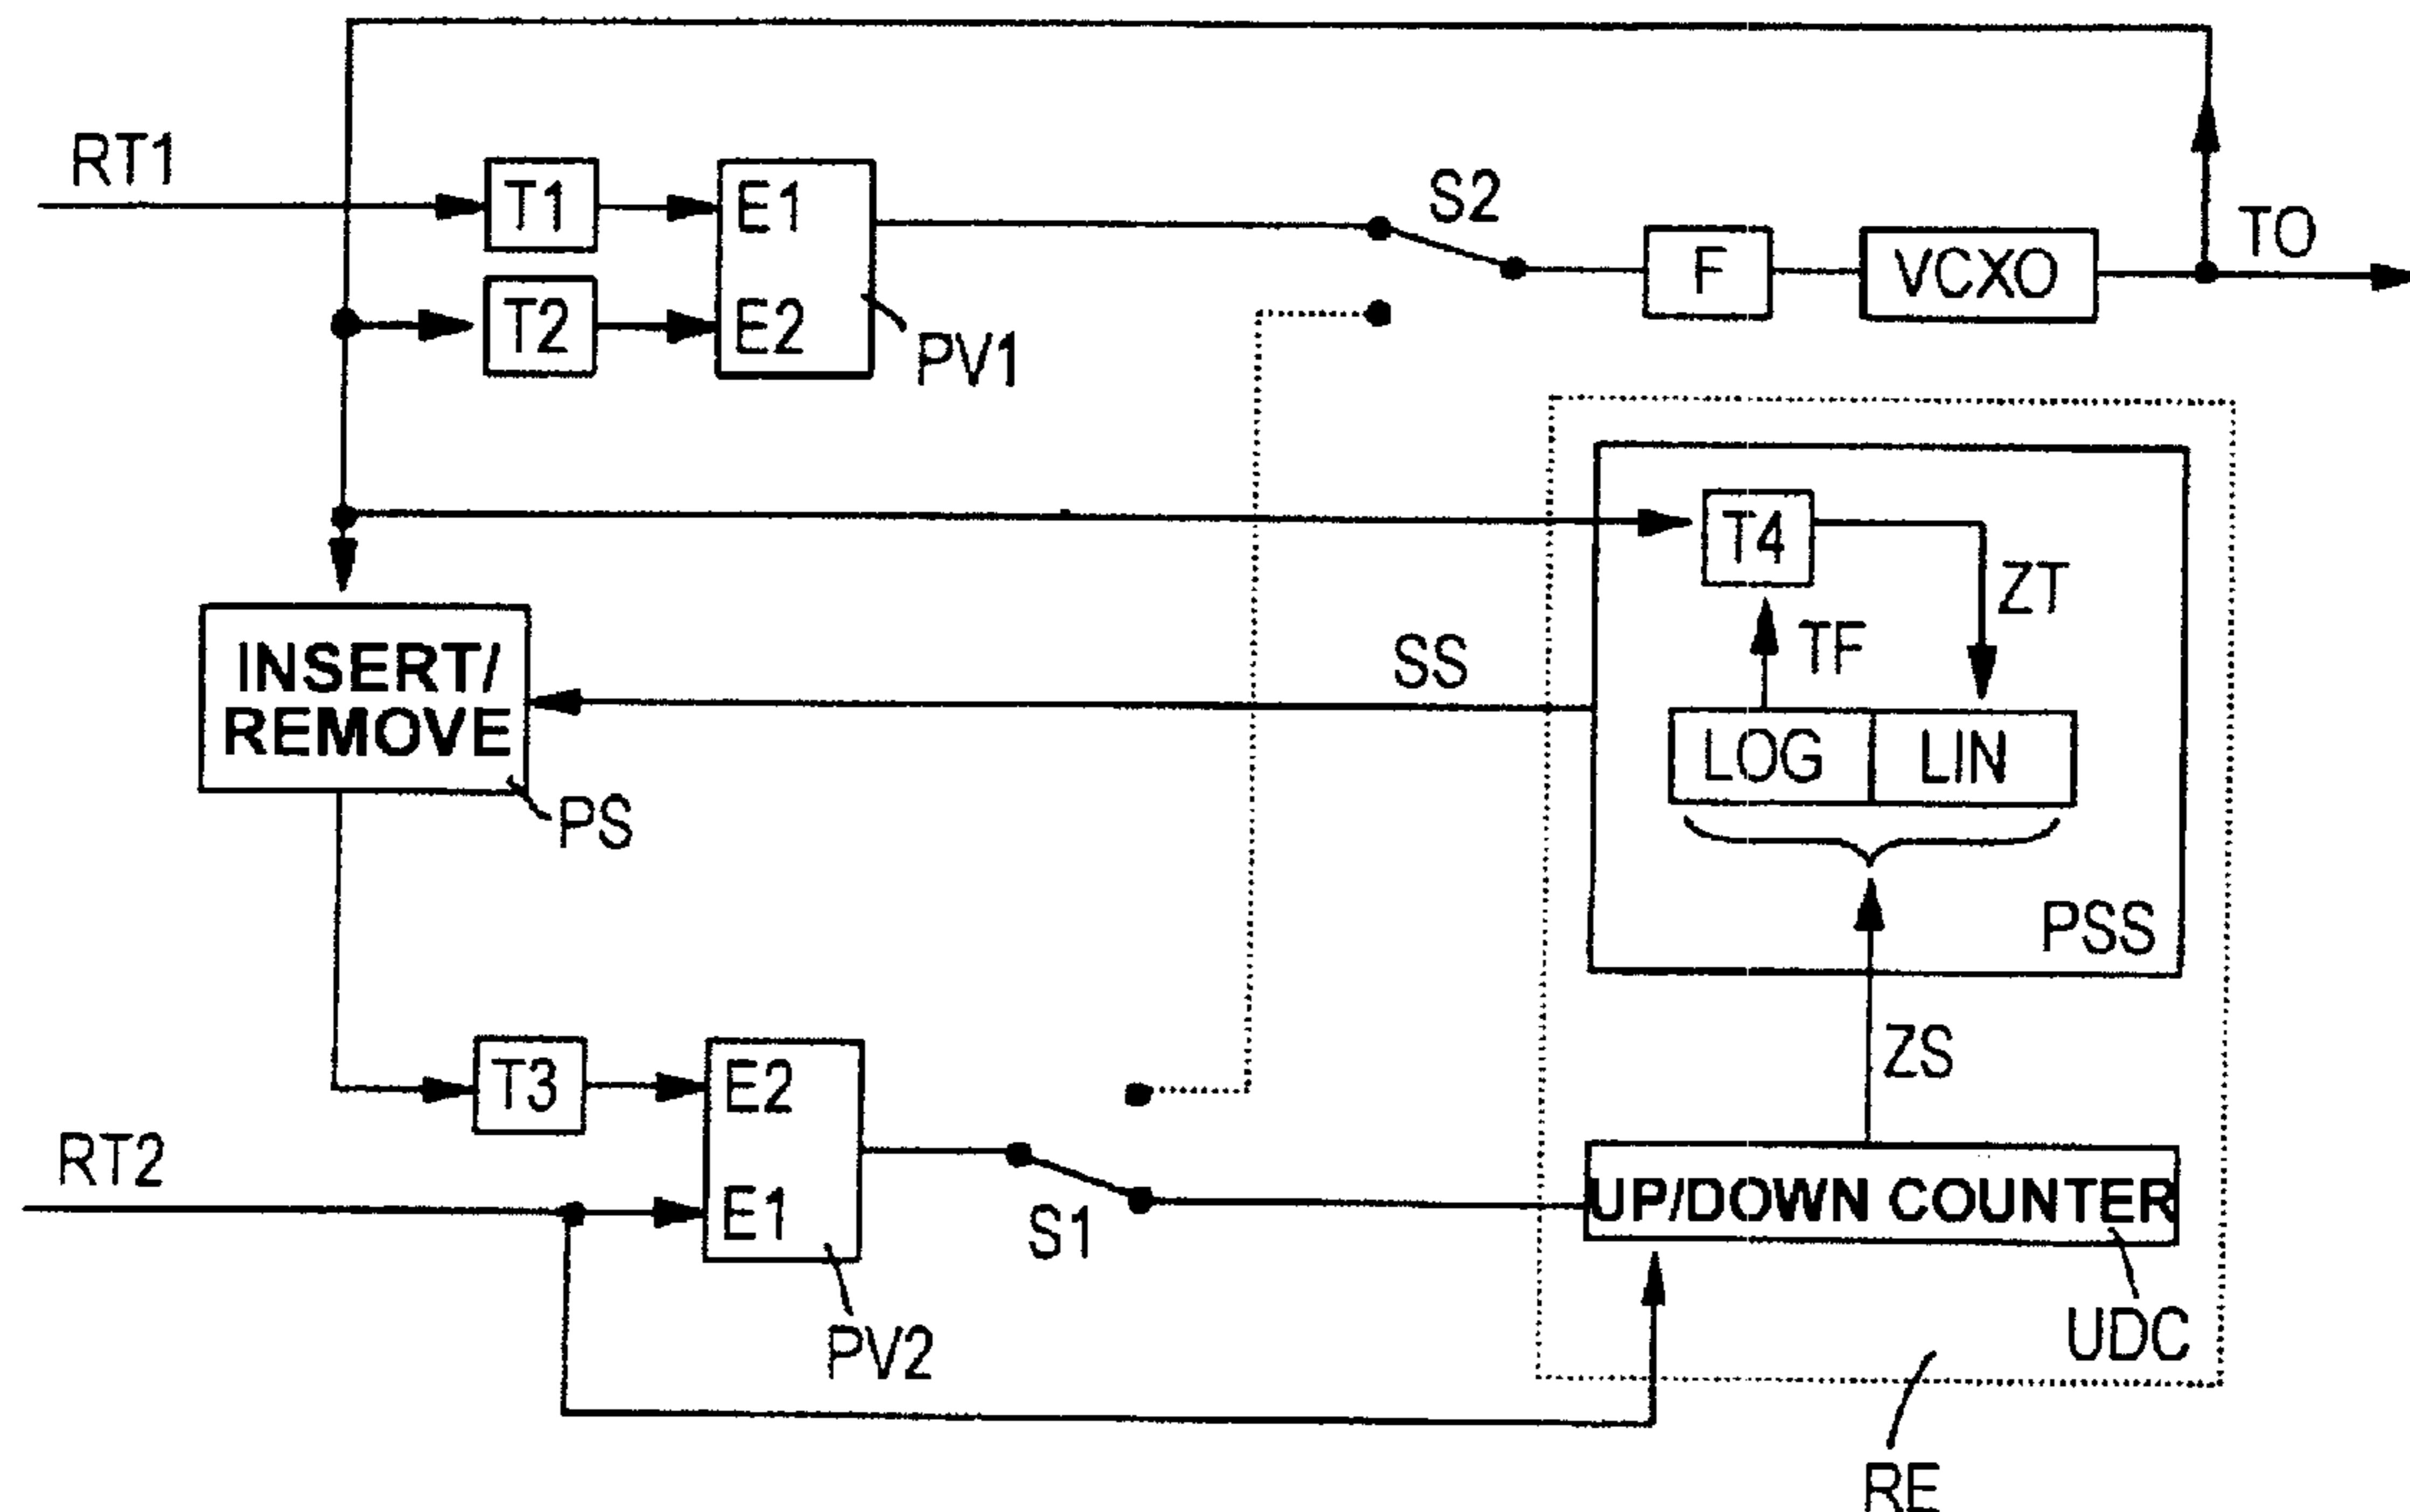 RT1
T1
E1
S2
TO
T2
E2
PV1
F
VCXO
T4
ZT
INSERT/
REMOVE
SS
TF
LOG
LIN
PS
PSS
ZS
T3
E2
RT2
E1
S1
UP/DOWN COUNTER
PV2
UDC
RE